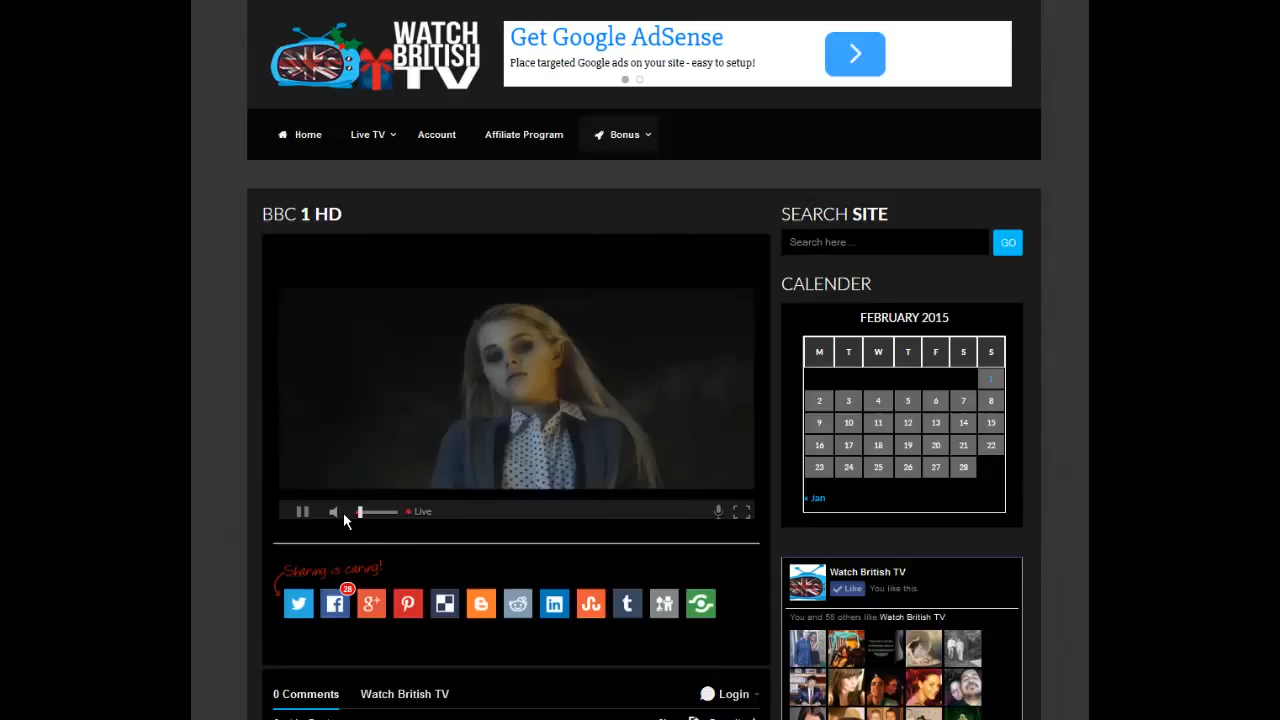 WATCH
BRITISH
TV
Get Google AdSense
Place targeted Google ads on your site - easy to setup!
Home
Live TV
Account
Affiliate Program
Bonus
BBC 1 HD
Live
Sharing is caring!
28
0 Comments
Watch British TV
Login
SEARCH SITE
Search here ...
GO
CALENDER
FEBRUARY 2015
M T W T F S S
1
2 3 4 5 6 7 8
9 10 11 12 13 14 15
16 17 18 19 20 21 22
23 24 25 26 27 28
« Jan
Watch British TV
Like You like this.
You and 58 others like Watch British TV.